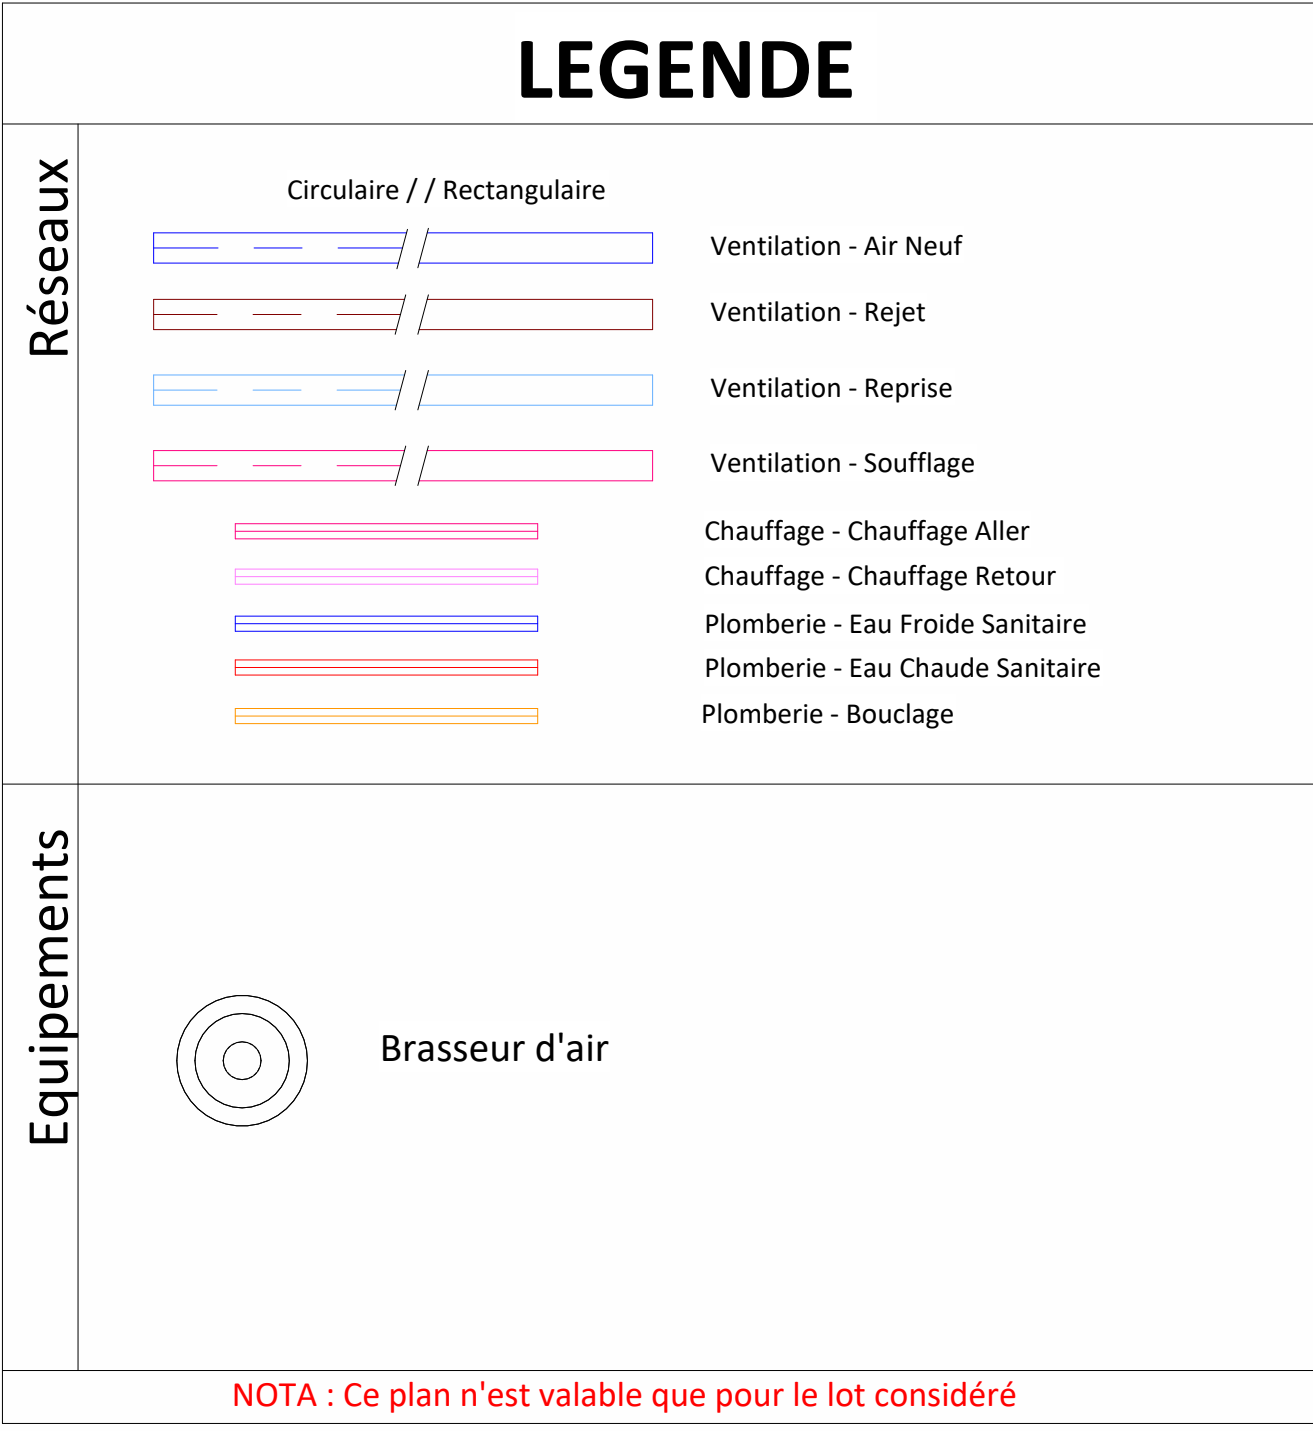 LEGENDE
Réseaux
Circulaire / / Rectangulaire
Ventilation - Air Neuf
Ventilation - Rejet
Ventilation - Reprise
Ventilation - Soufflage
Chauffage - Chauffage Aller
Chauffage - Chauffage Retour
Plomberie - Eau Froide Sanitaire
Plomberie - Eau Chaude Sanitaire
Plomberie - Bouclage
Equipements
Brasseur d'air
NOTA : Ce plan n'est valable que pour le lot considéré